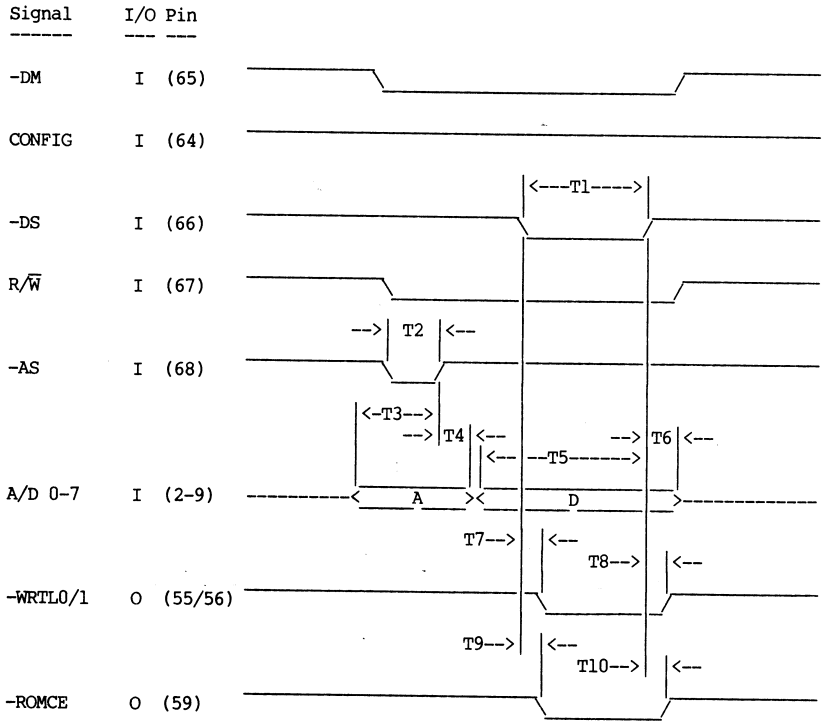 Signal I/O Pin
------ --- ---
-DM I (65)
CONFIG I (64)
<---T1---->
-DS I (66)
R/W̅ I (67)
--> T2 <--
-AS I (68)
<-T3-->
--> T4 <-- --> T6 <--
<-- --T5------>
A/D 0-7 I (2-9) A D
T7--> <--
T8--> <--
-WRTL0/1 O (55/56)
T9--> <--
T10--> <--
-ROMCE O (59)